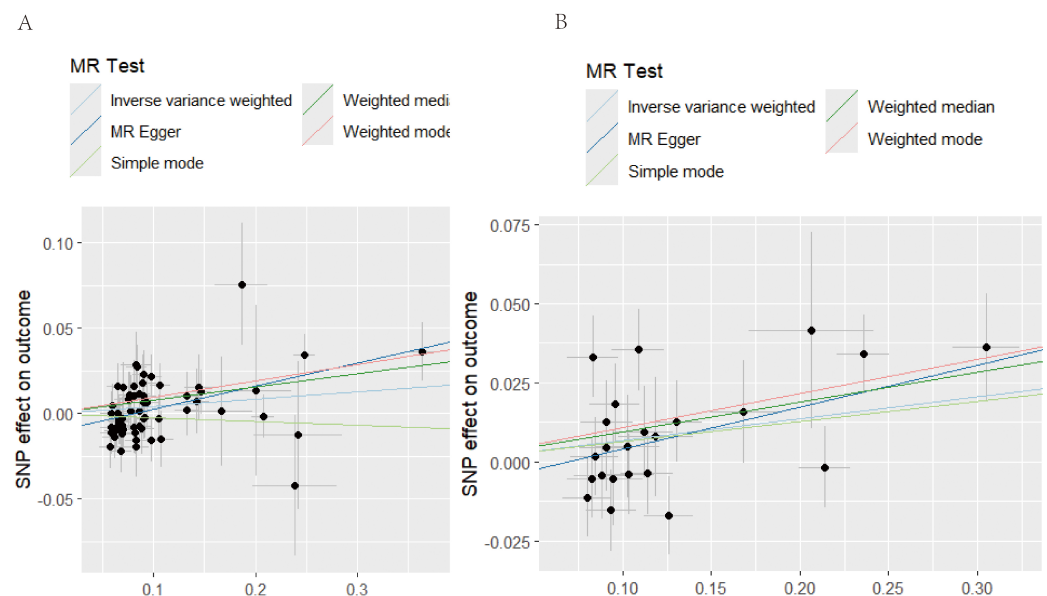 A
MR Test
Inverse variance weighted
Weighted medi
MR Egger
Weighted mode
Simple mode
SNP effect on outcome
0.10
0.05
0.00
-0.05
0.1
0.2
0.3
B
MR Test
Inverse variance weighted
Weighted median
MR Egger
Weighted mode
Simple mode
SNP effect on outcome
0.075
0.050
0.025
0.000
-0.025
0.10
0.15
0.20
0.25
0.30